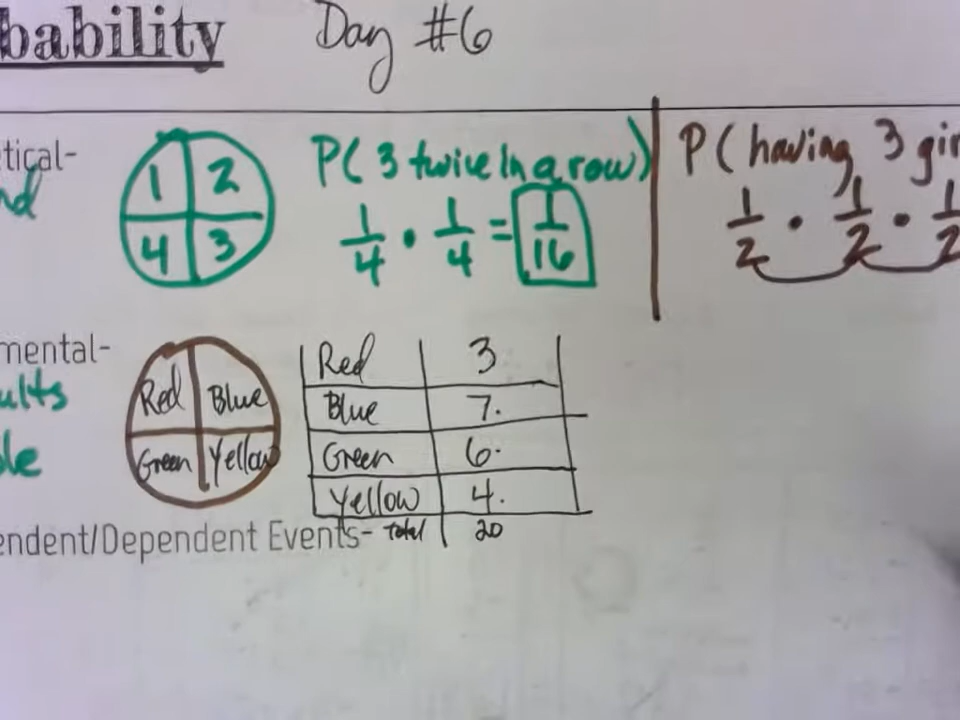 bability Day #6
tical-
nd
1 2
4 3
P(3 twice in a row)
1/4 · 1/4 = 1/16
P(having 3 gir
1/2 · 1/2 · 1/2
mental-
ults
ble
Red Blue
Green Yellow
Red 3
Blue 7.
Green 6.
Yellow 4.
total 20
endent/Dependent Events-